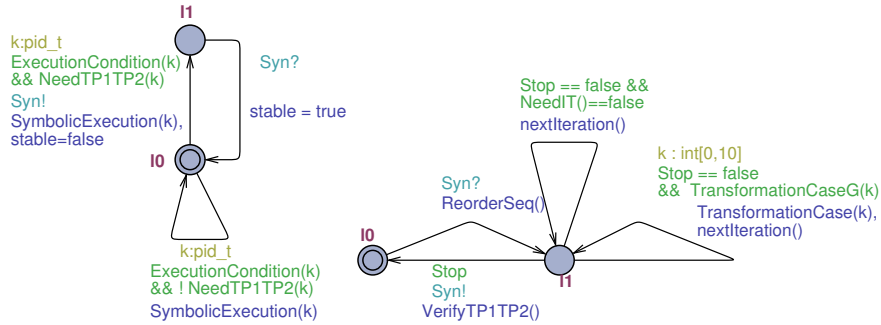 l1
k:pid_t
ExecutionCondition(k)
&& NeedTP1TP2(k)
Syn!
SymbolicExecution(k),
stable=false
Syn?
stable = true
l0
k:pid_t
ExecutionCondition(k)
&& ! NeedTP1TP2(k)
SymbolicExecution(k)
Stop == false &&
NeedIT()==false
nextIteration()
k : int[0,10]
Stop == false
&& TransformationCaseG(k)
TransformationCase(k),
nextIteration()
Syn?
ReorderSeq()
l0
l1
Stop
Syn!
VerifyTP1TP2()